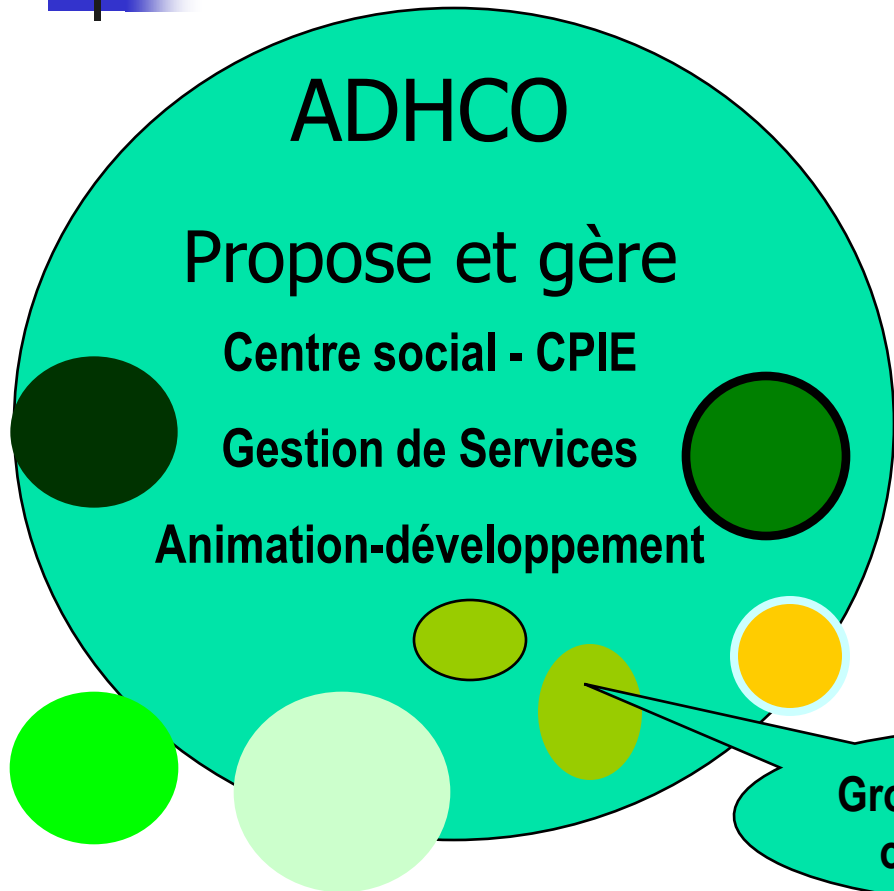 ADHCO
Propose et gère
Centre social - CPIE
Gestion de Services
Animation-développement